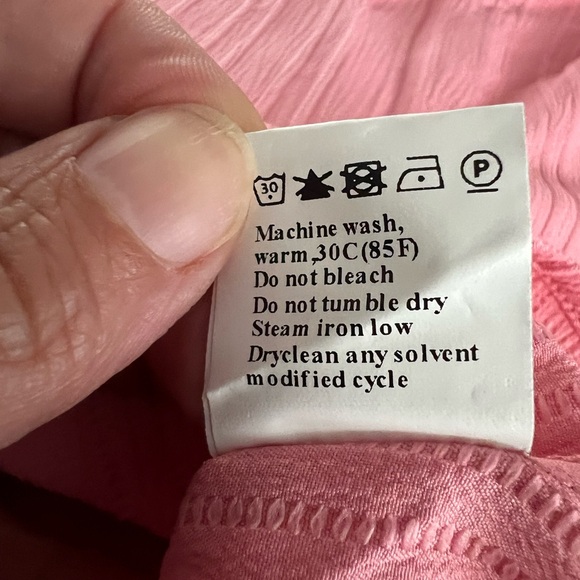 30 P
Machine wash,
warm,30C(85F)
Do not bleach
Do not tumble dry
Steam iron low
Dryclean any solvent
modified cycle